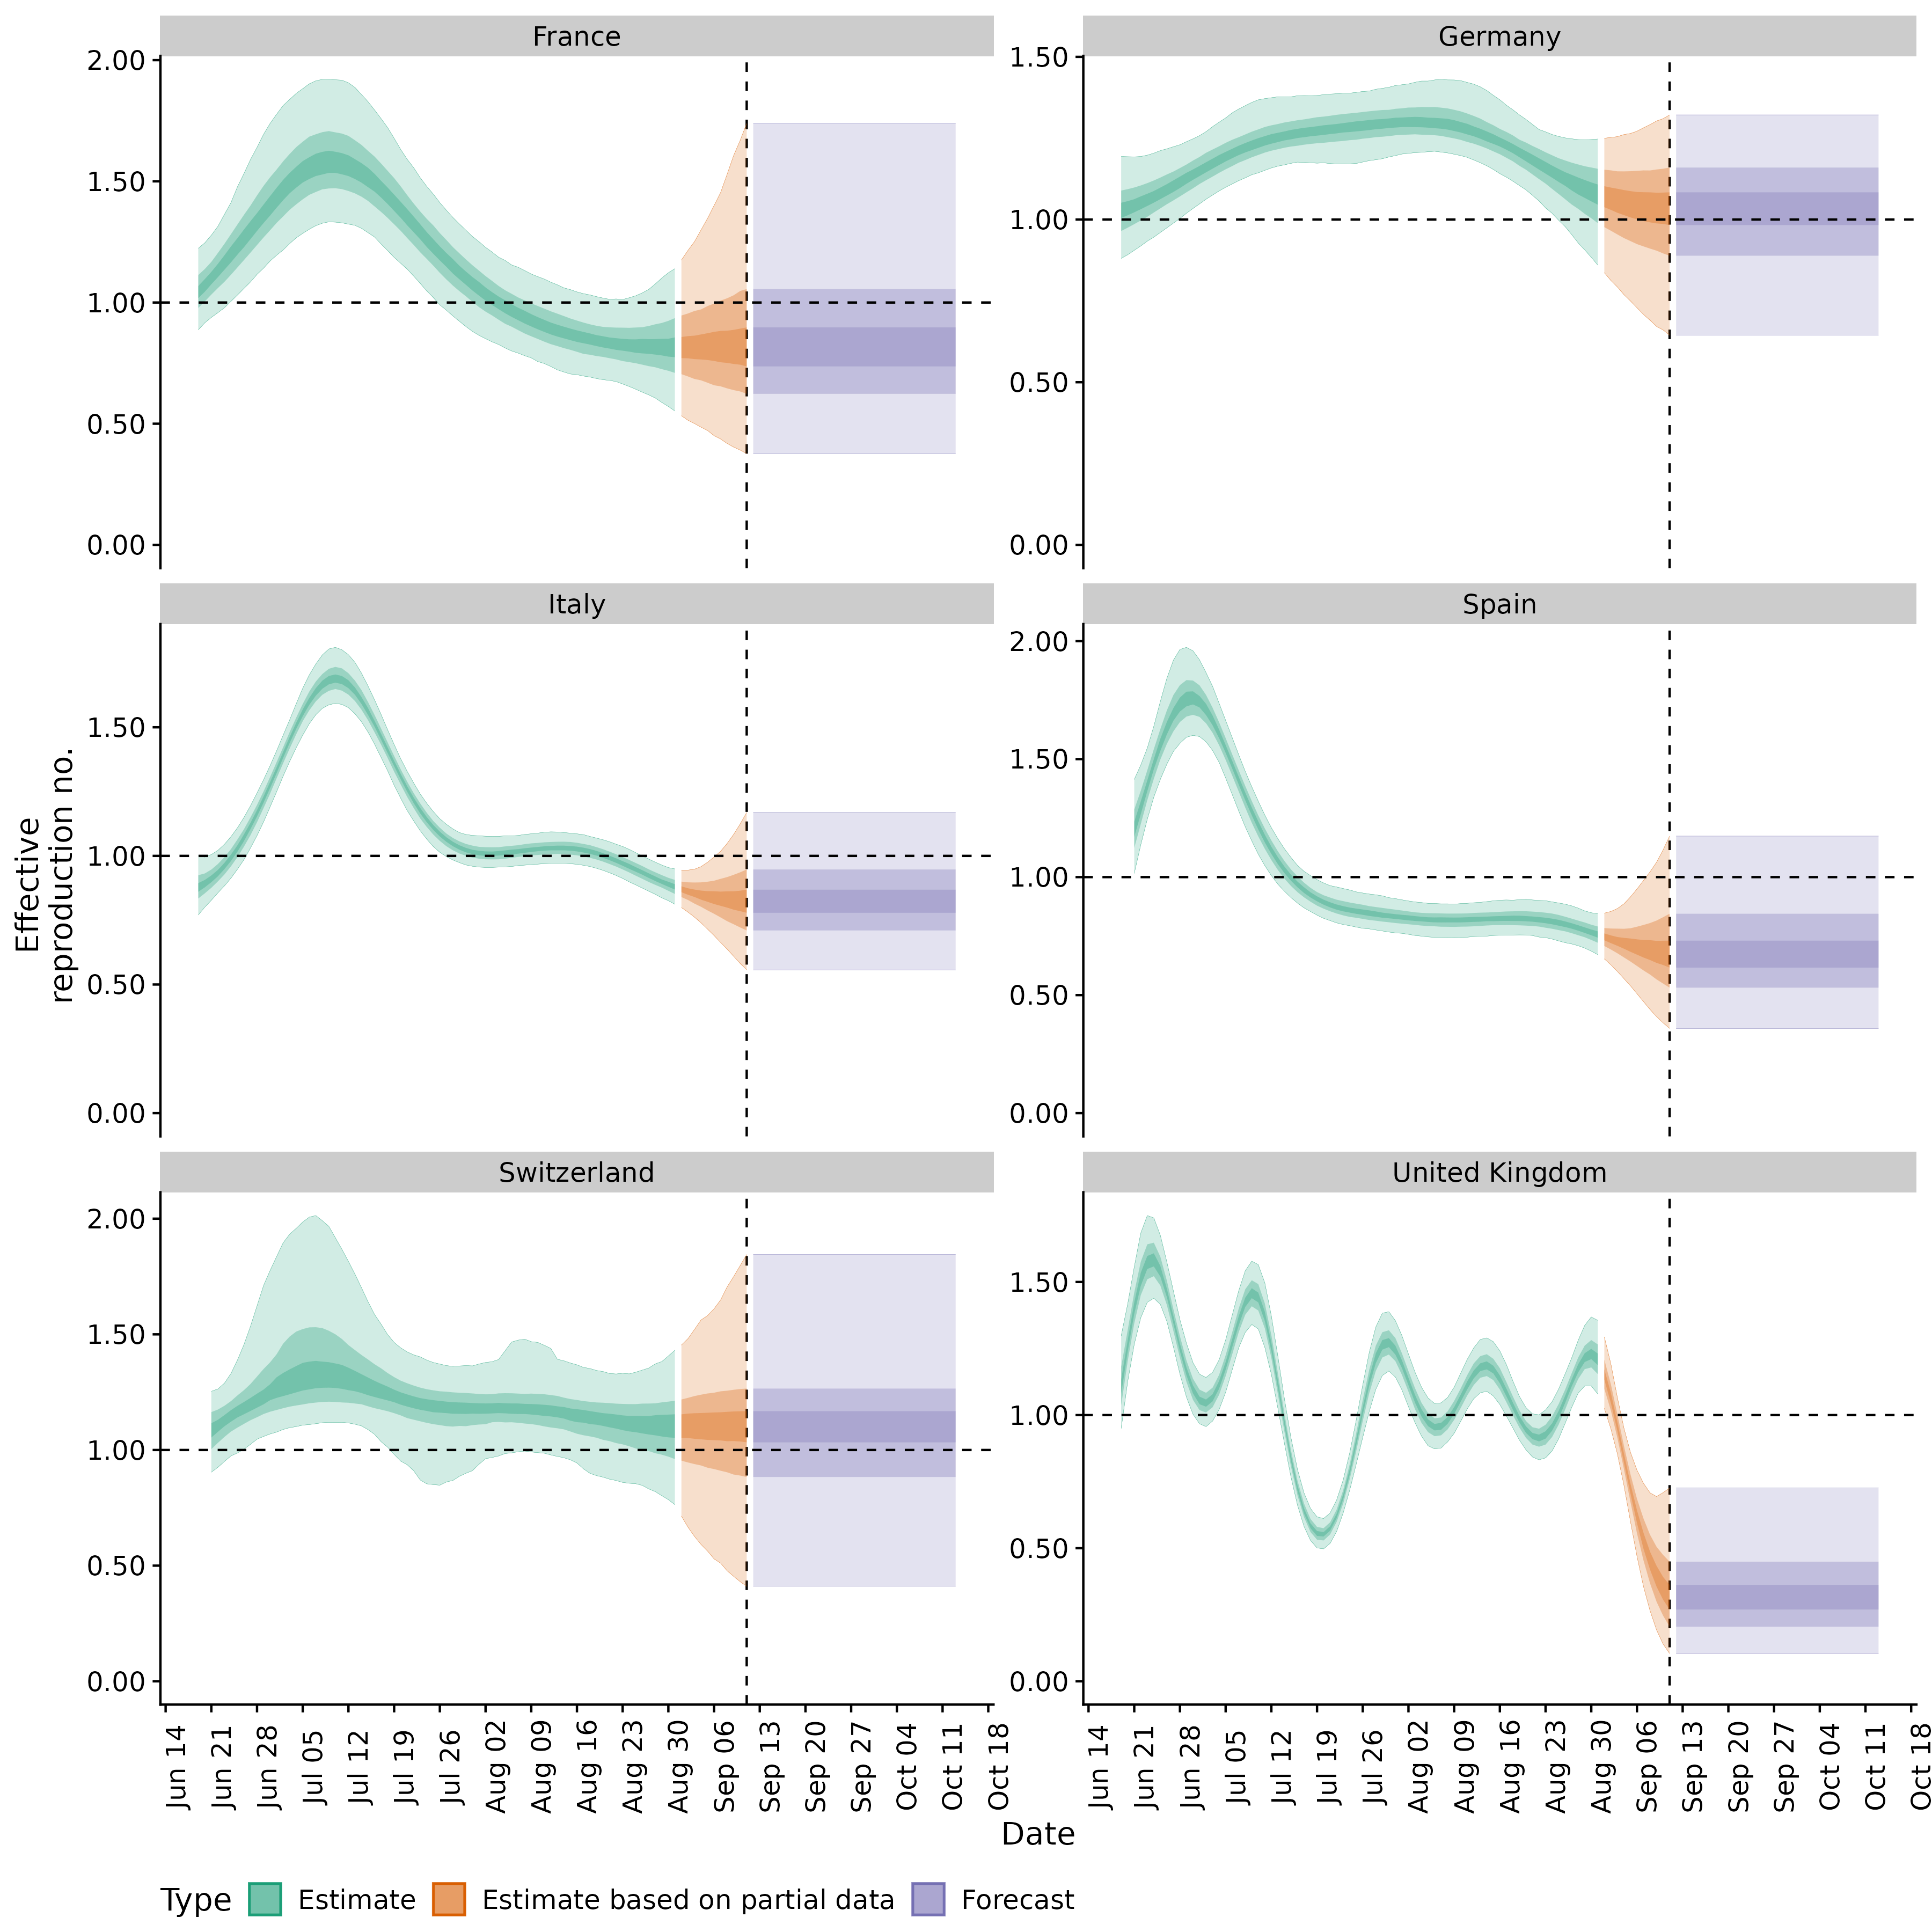 France
Germany
2.00
1.50
1.00
0.50
0.00
1.50
1.00
0.50
0.00
Italy
Spain
1.50
1.00
0.50
0.00
2.00
1.50
1.00
0.50
0.00
Effective
reproduction no.
Switzerland
United Kingdom
2.00
1.50
1.00
0.50
0.00
1.50
1.00
0.50
0.00
Jun 14
Jun 21
Jun 28
Jul 05
Jul 12
Jul 19
Jul 26
Aug 02
Aug 09
Aug 16
Aug 23
Aug 30
Sep 06
Sep 13
Sep 20
Sep 27
Oct 04
Oct 11
Oct 18
Jun 14
Jun 21
Jun 28
Jul 05
Jul 12
Jul 19
Jul 26
Aug 02
Aug 09
Aug 16
Aug 23
Aug 30
Sep 06
Sep 13
Sep 20
Sep 27
Oct 04
Oct 11
Oct 18
Date
Type Estimate Estimate based on partial data Forecast